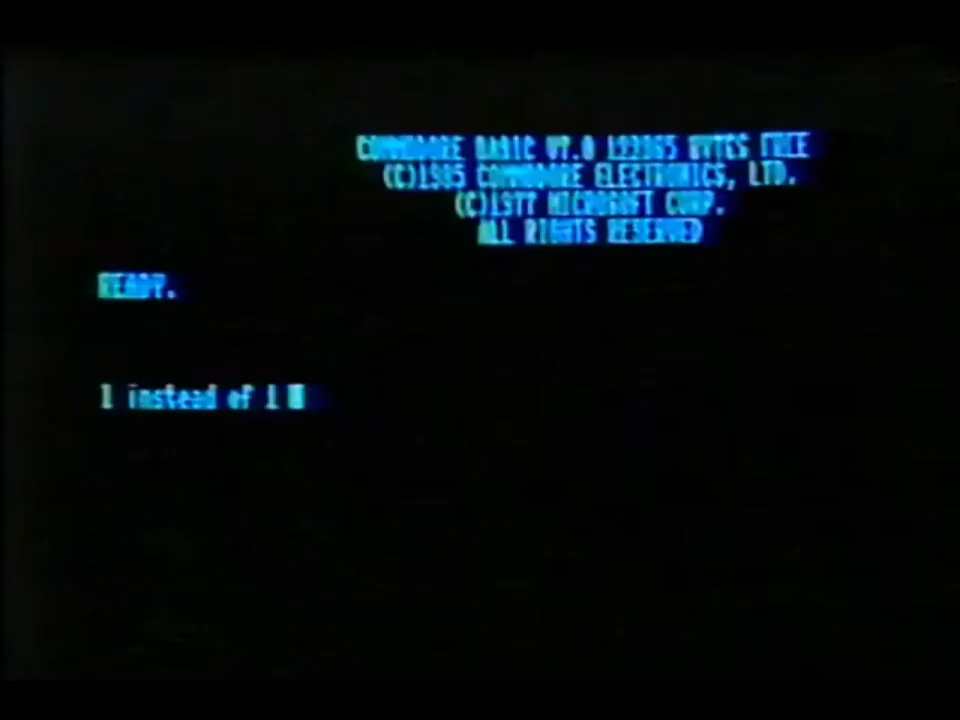 COMMODORE BASIC V7.0 122365 BYTES FREE
(C)1985 COMMODORE ELECTRONICS, LTD.
(C)1977 MICROSOFT CORP.
ALL RIGHTS RESERVED
READY.
l instead of 1